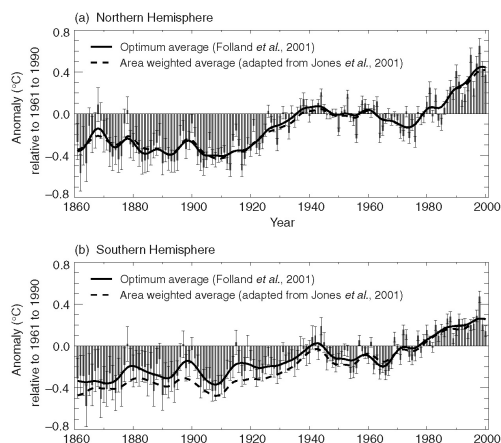 (a) Northern Hemisphere
0.8
Optimum average (Folland et al., 2001)
Area weighted average (adapted from Jones et al., 2001)
0.4
0.0
−0.4
−0.8
Anomaly (°C)
relative to 1961 to 1990
1860 1880 1900 1920 1940 1960 1980 2000
Year
(b) Southern Hemisphere
0.8
Optimum average (Folland et al., 2001)
Area weighted average (adapted from Jones et al., 2001)
0.4
0.0
−0.4
−0.8
Anomaly (°C)
relative to 1961 to 1990
1860 1880 1900 1920 1940 1960 1980 2000